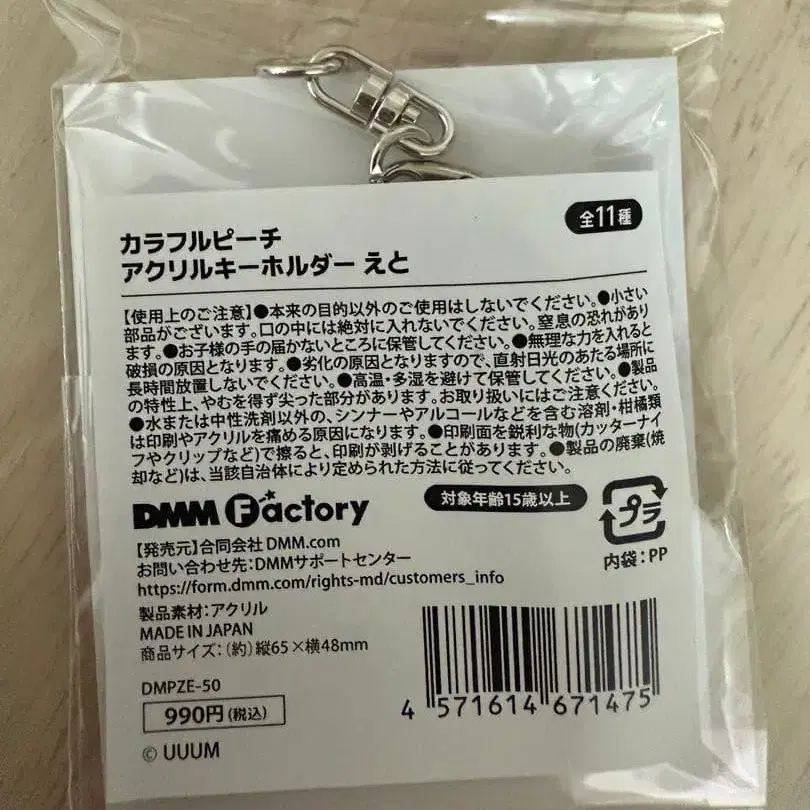 全11種
カラフルピーチ
アクリルキーホルダー えと
【使用上のご注意】●本来の目的以外のご使用はしないでください。●小さい
部品がございます。口の中には絶対に入れないでください。窒息の恐れがあり
ます。●お子様の手の届かないところに保管してください。●無理な力を入れると
破損の原因となります。●劣化の原因となりますので、直射日光のあたる場所に
長時間放置しないでください。●高温・多湿を避けて保管してください。●製品
の特性上、やむを得ず尖った部分があります。お取り扱いにはご注意ください。
●水または中性洗剤以外の、シンナーやアルコールなどを含む溶剤・柑橘類
は印刷やアクリルを痛める原因になります。●印刷面を鋭利な物(カッターナイ
フやクリップなど)で擦ると、印刷が剥げることがあります。●製品の廃棄(焼
却など)は、当該自治体により定められた方法に従ってください。
DMM Factory
対象年齢15歳以上
プラ
内袋:PP
【発売元】合同会社DMM.com
お問い合わせ先:DMMサポートセンター
https://form.dmm.com/rights-md/customers_info
製品素材:アクリル
MADE IN JAPAN
商品サイズ:(約)縦65×横48mm
DMPZE-50
990円(税込)
4 571614 671475
© UUUM